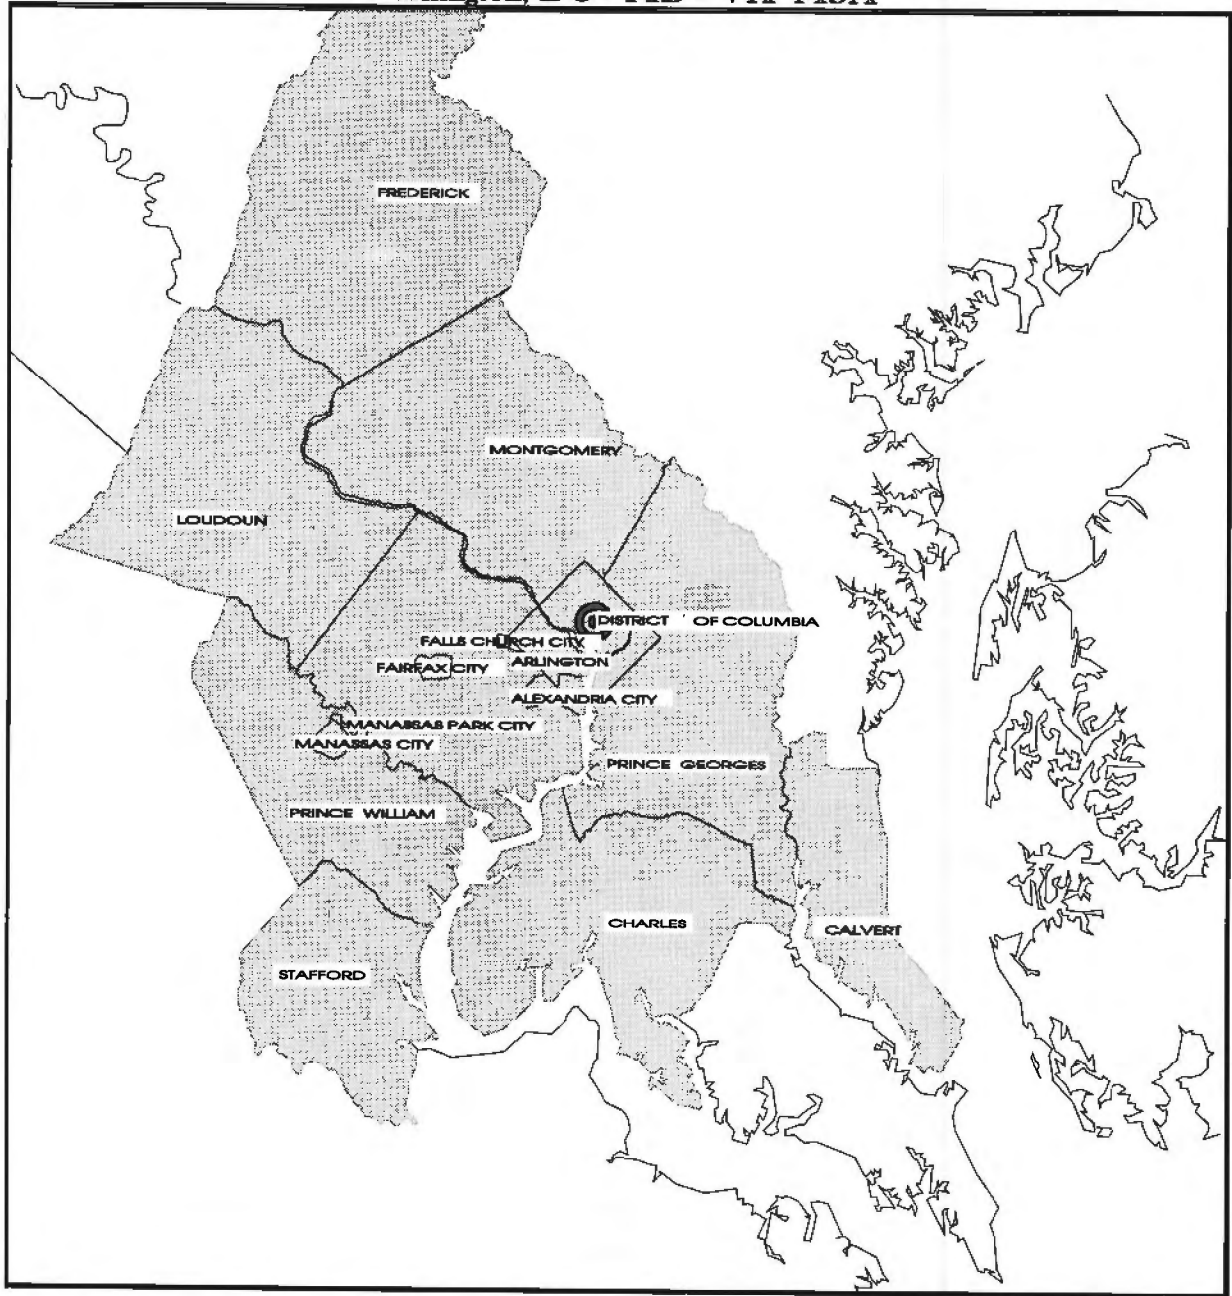 FREDERICK
MONTGOMERY
LOUDOUN
DISTRICT OF COLUMBIA
FALLS CHURCH CITY
ARLINGTON
FAIRFAX CITY
ALEXANDRIA CITY
MANASSAS PARK CITY
MANASSAS CITY
PRINCE GEORGES
PRINCE WILLIAM
CHARLES
CALVERT
STAFFORD